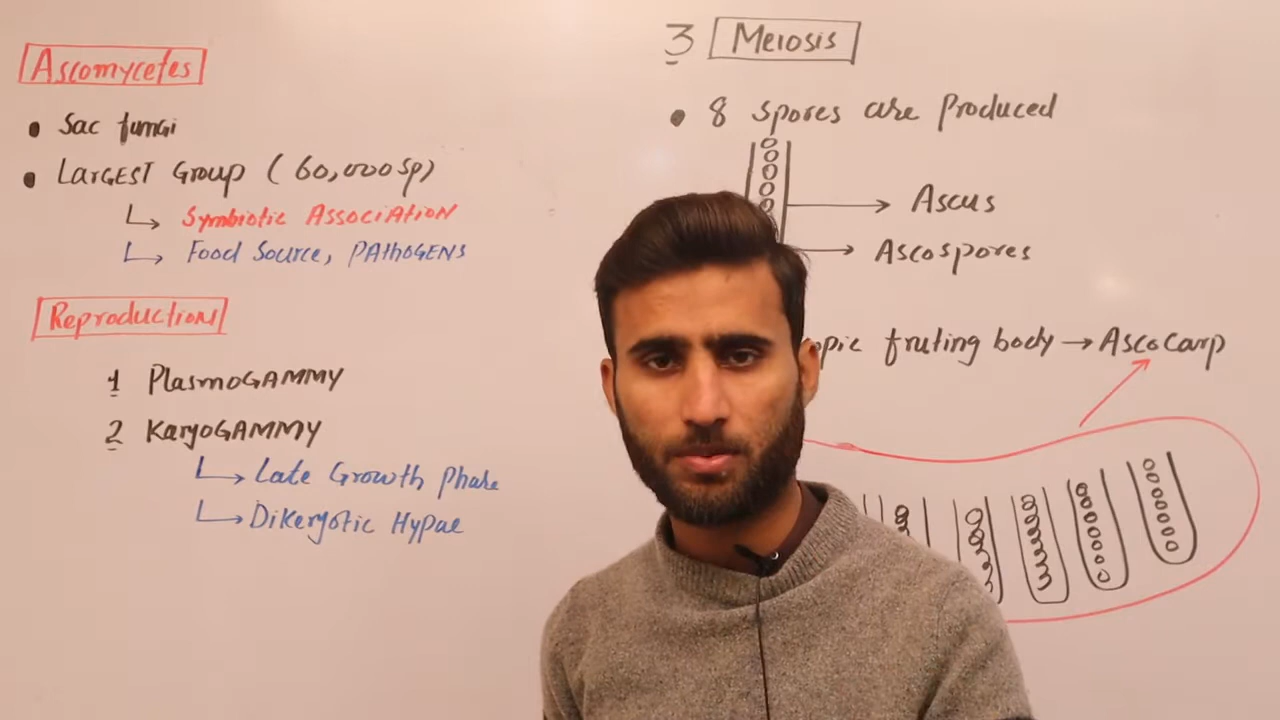 Ascomycetes
• Sac fungi
• LARGEST Group (60,000 sp)
↳ Symbiotic Association
↳ Food Source, PATHOGENS
Reproduction
1 PlasmoGAMMY
2 KaryoGAMMY
↳ Late Growth Phase
↳ Dikeryotic Hypae
3 Meiosis
• 8 spores are Produced
→ Ascus
→ Ascospores
fruting body → Ascocarp